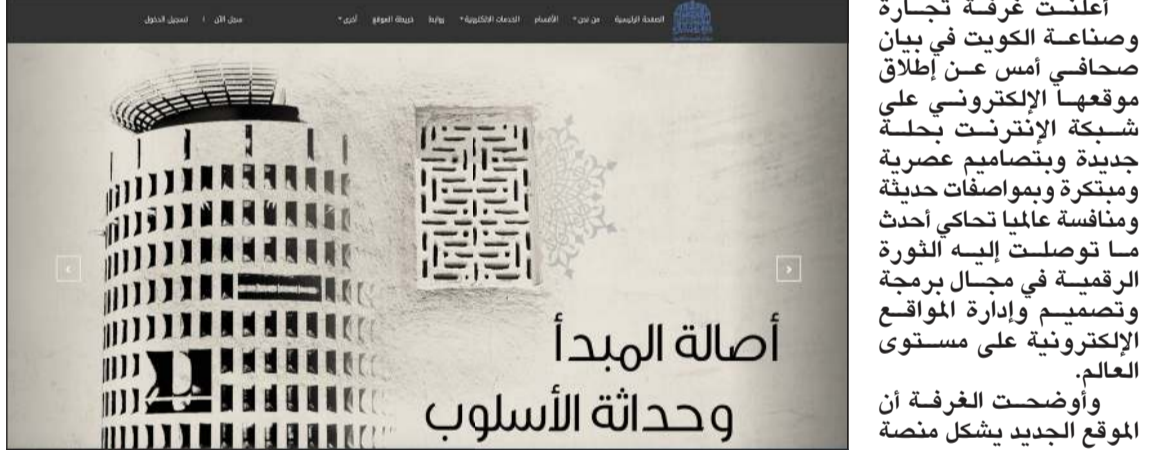 أعلنت غرفة تجارة
وصناعة الكويت في بيان
صحافي أمس عن إطلاق
موقعها الإلكتروني على
شبكة الإنترنت بحلة
جديدة وبتصاميم عصرية
ومبتكرة وبمواصفات حديثة
ومنافسة عالميا تحاكي أحدث
ما توصلت إليه الثورة
الرقمية في مجال برمجة
وتصميم وإدارة المواقع
الإلكترونية على مستوى
العالم.
وأوضحت الغرفة أن
الموقع الجديد يشكل منصة
الصفحة الرئيسية من نحن الأقسام الخدمات الالكترونية روابط خريطة الموقع أخرى سجل الآن | تسجيل الدخول
أصالة المبدأ
وحداثة الأسلوب